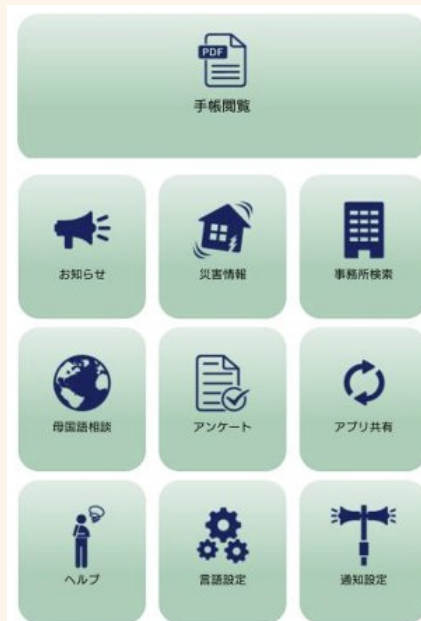 PDF
手帳閲覧
お知らせ
災害情報
事務所検索
母国語相談
アンケート
アプリ共有
ヘルプ
言語設定
通知設定